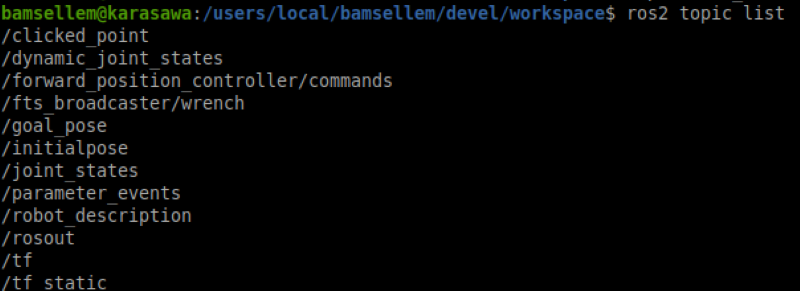 bamsellem@karasawa:/users/local/bamsellem/devel/workspace$ ros2 topic list
/clicked_point
/dynamic_joint_states
/forward_position_controller/commands
/fts_broadcaster/wrench
/goal_pose
/initialpose
/joint_states
/parameter_events
/robot_description
/rosout
/tf
/tf_static